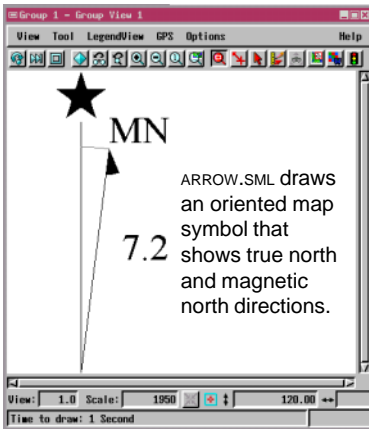 Group 1 - Group View 1
View Tool LegendView GPS Options Help
MN
7.2
ARROW.SML draws
an oriented map
symbol that
shows true north
and magnetic
north directions.
View: 1.0 Scale: 1950 120.00
Time to draw: 1 Second